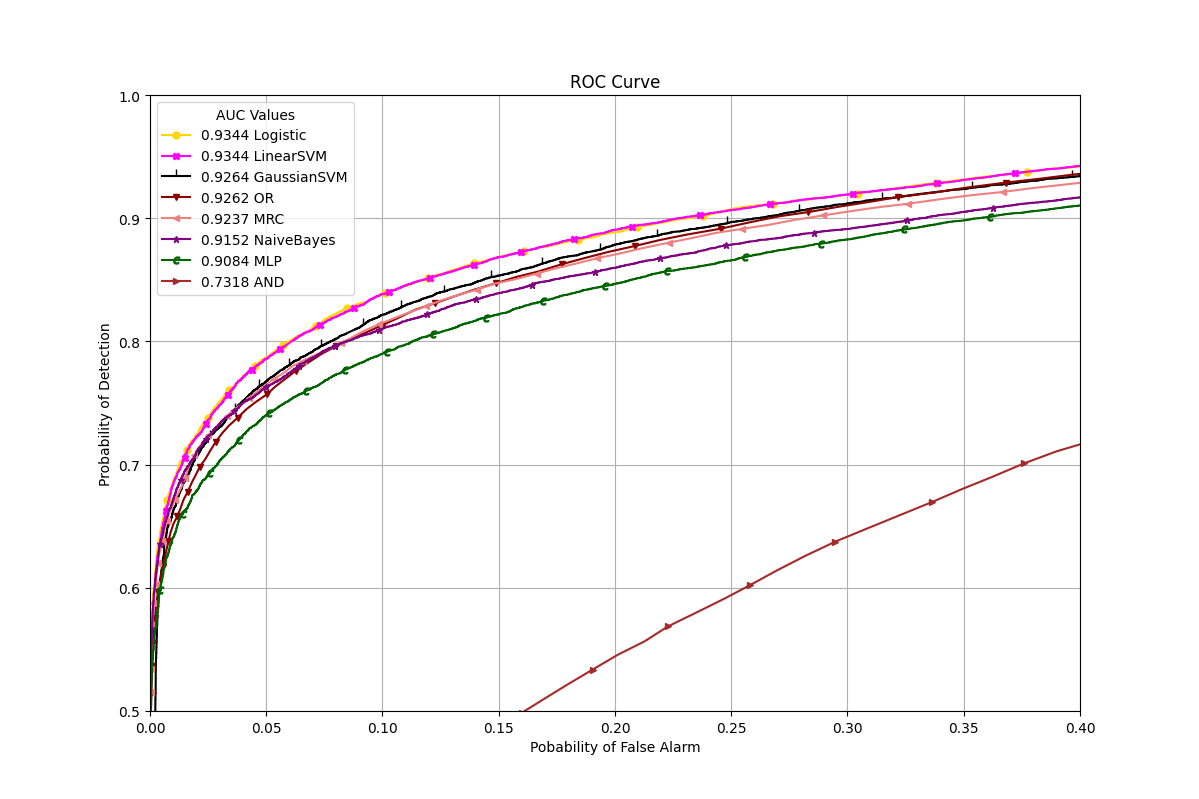 ROC Curve
AUC Values
0.9344 Logistic
0.9344 LinearSVM
0.9264 GaussianSVM
0.9262 OR
0.9237 MRC
0.9152 NaiveBayes
0.9084 MLP
0.7318 AND
1.0
0.9
0.8
0.7
0.6
0.5
Probability of Detection
0.00 0.05 0.10 0.15 0.20 0.25 0.30 0.35 0.40
Pobability of False Alarm